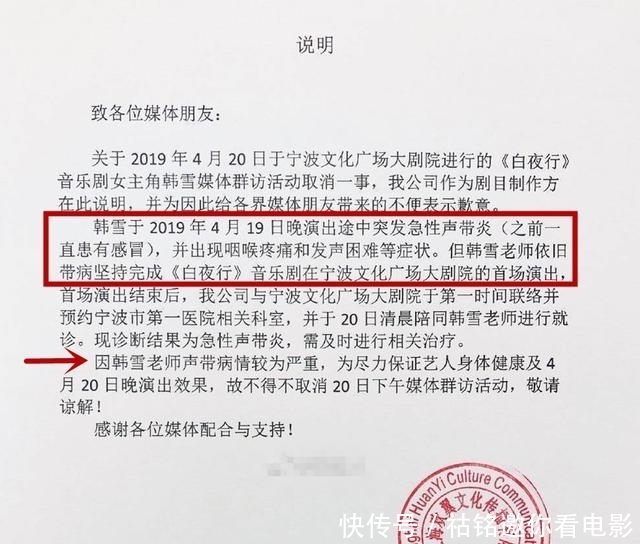 说明
致各位媒体朋友：
关于 2019 年 4 月 20 日于宁波文化广场大剧院进行的《白夜行》
音乐剧女主角韩雪媒体群访活动取消一事，我公司作为剧目制作方
在此说明，并为因此给各界媒体朋友带来的不便表示歉意。
韩雪于 2019 年 4 月 19 日晚演出途中突发急性声带炎（之前一
直患有感冒），并出现咽喉疼痛和发声困难等症状。但韩雪老师依旧
带病坚持完成《白夜行》音乐剧在宁波文化广场大剧院的首场演出，
首场演出结束后，我公司与宁波文化广场大剧院于第一时间联络并
预约宁波市第一医院相关科室，并于 20 日清晨陪同韩雪老师进行就
诊。现诊断结果为急性声带炎，需及时进行相关治疗。
因韩雪老师声带病情较为严重，为尽力保证艺人身体健康及 4
月 20 日晚演出效果，故不得不取消 20 日下午媒体群访活动，敬请
谅解！
感谢各位媒体配合与支持！
HuanYi Culture Commun
翼文化传
快传号／祜铭邀你看电影